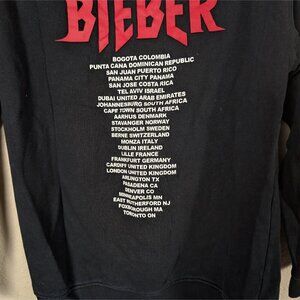 BIEBER
BOGOTA COLOMBIA
PUNTA CANA DOMINICAN REPUBLIC
SAN JUAN PUERTO RICO
PANAMA CITY PANAMA
SAN JOSE COSTA RICA
TEL AVIV ISRAEL
DUBAI UNITED ARAB EMIRATES
JOHANNESBURG SOUTH AFRICA
CAPE TOWN SOUTH AFRICA
AARHUS DENMARK
STAVANGER NORWAY
STOCKHOLM SWEDEN
BERNE SWITZERLAND
MONZA ITALY
DUBLIN IRELAND
LILLE FRANCE
FRANKFURT GERMANY
CARDIFF UNITED KINGDOM
LONDON UNITED KINGDOM
ARLINGTON TX
PASADENA CA
DENVER CO
MINNEAPOLIS MN
EAST RUTHERFORD NJ
FOXBOROUGH MA
TORONTO ON